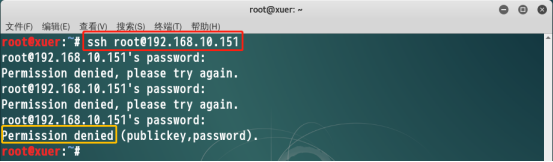 root@xuer: ~
文件(F) 编辑(E) 查看(V) 搜索(S) 终端(T) 帮助(H)
root@xuer:~# ssh root@192.168.10.151
root@192.168.10.151's password:
Permission denied, please try again.
root@192.168.10.151's password:
Permission denied, please try again.
root@192.168.10.151's password:
Permission denied (publickey,password).
root@xuer:~#